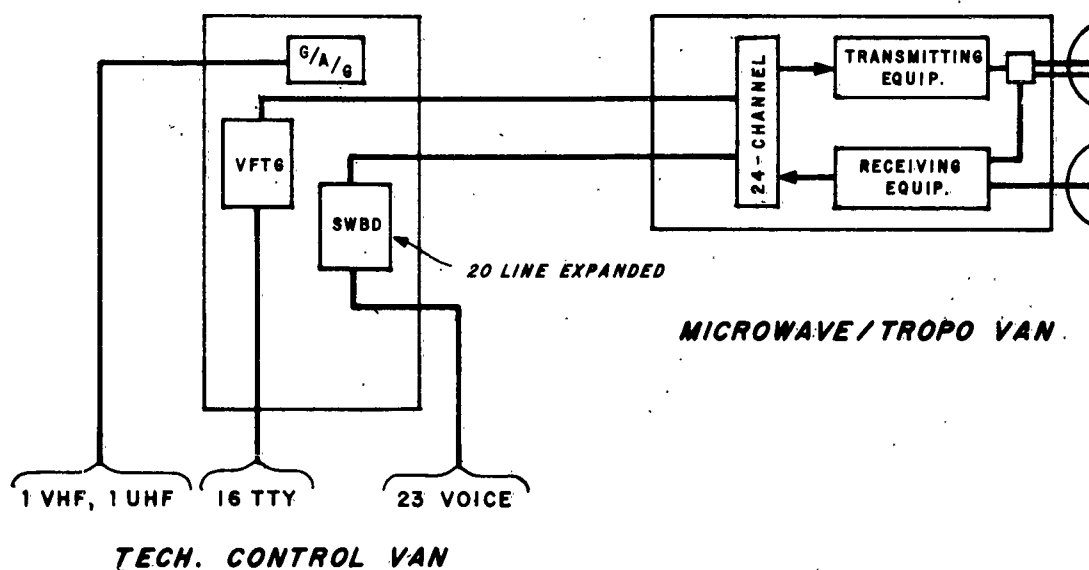 G/A/G
VFTG
SWBD
20 LINE EXPANDED
24-CHANNEL
TRANSMITTING
EQUIP.
RECEIVING
EQUIP.
MICROWAVE/TROPO VAN
1 VHF, 1 UHF
16 TTY
23 VOICE
TECH. CONTROL VAN